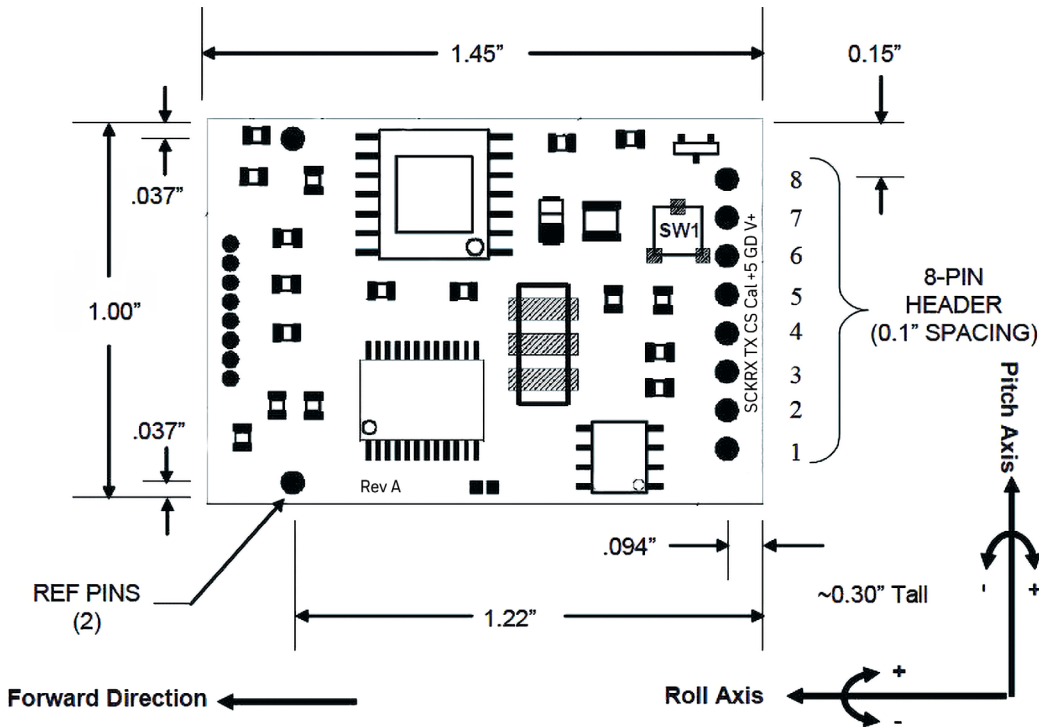 1.45”
0.15”
.037”
8
7
6
5
4
3
2
1
SW1
SCKRX TX CS Cal +5 GD V+
8-PIN
HEADER
(0.1” SPACING)
1.00”
.037”
Rev A
Pitch Axis
- +
.094”
~0.30” Tall
REF PINS
(2)
1.22”
Forward Direction
Roll Axis
+
-